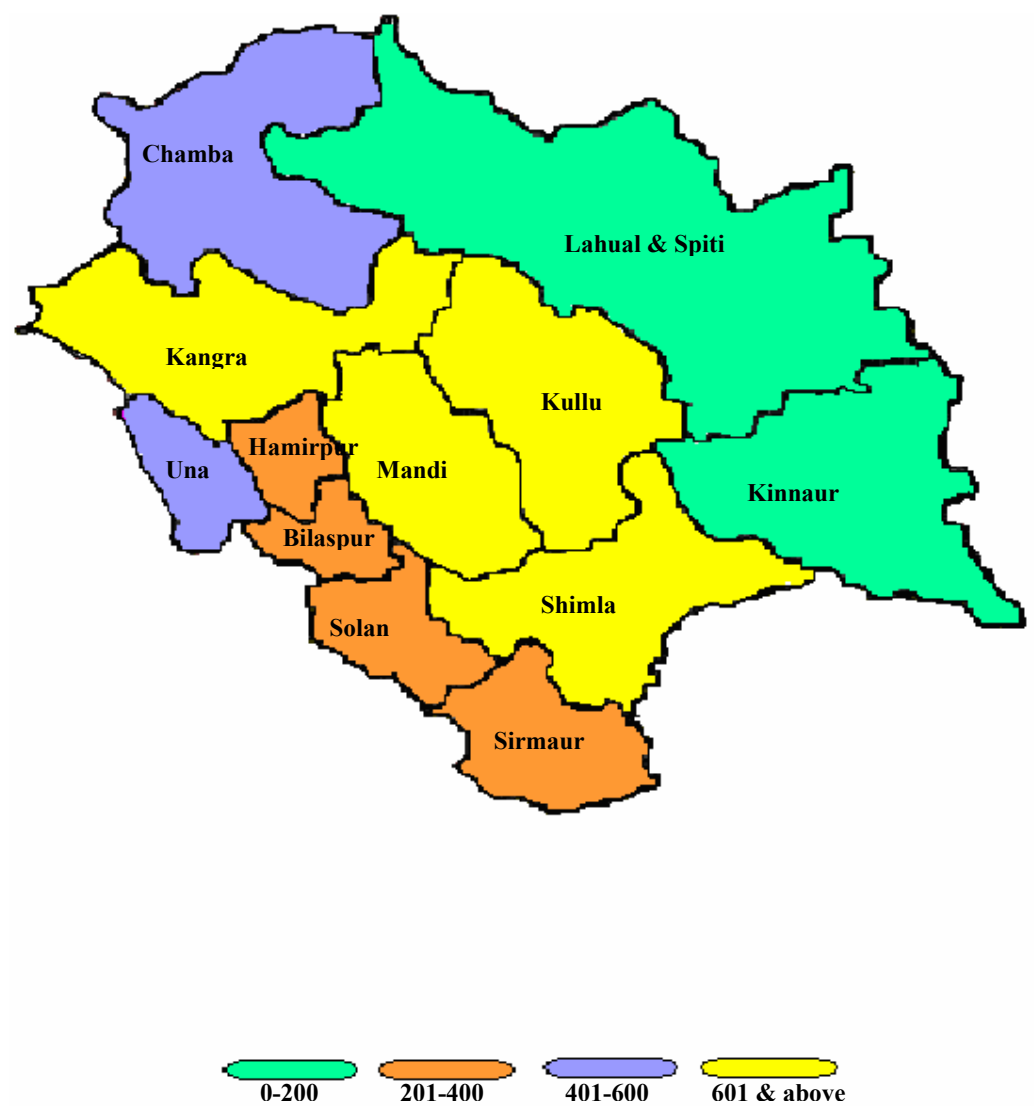 Chamba
Lahual & Spiti
Kangra
Kullu
Hamirpur
Una
Mandi
Kinnaur
Bilaspur
Shimla
Solan
Sirmaur
0-200
201-400
401-600
601 & above